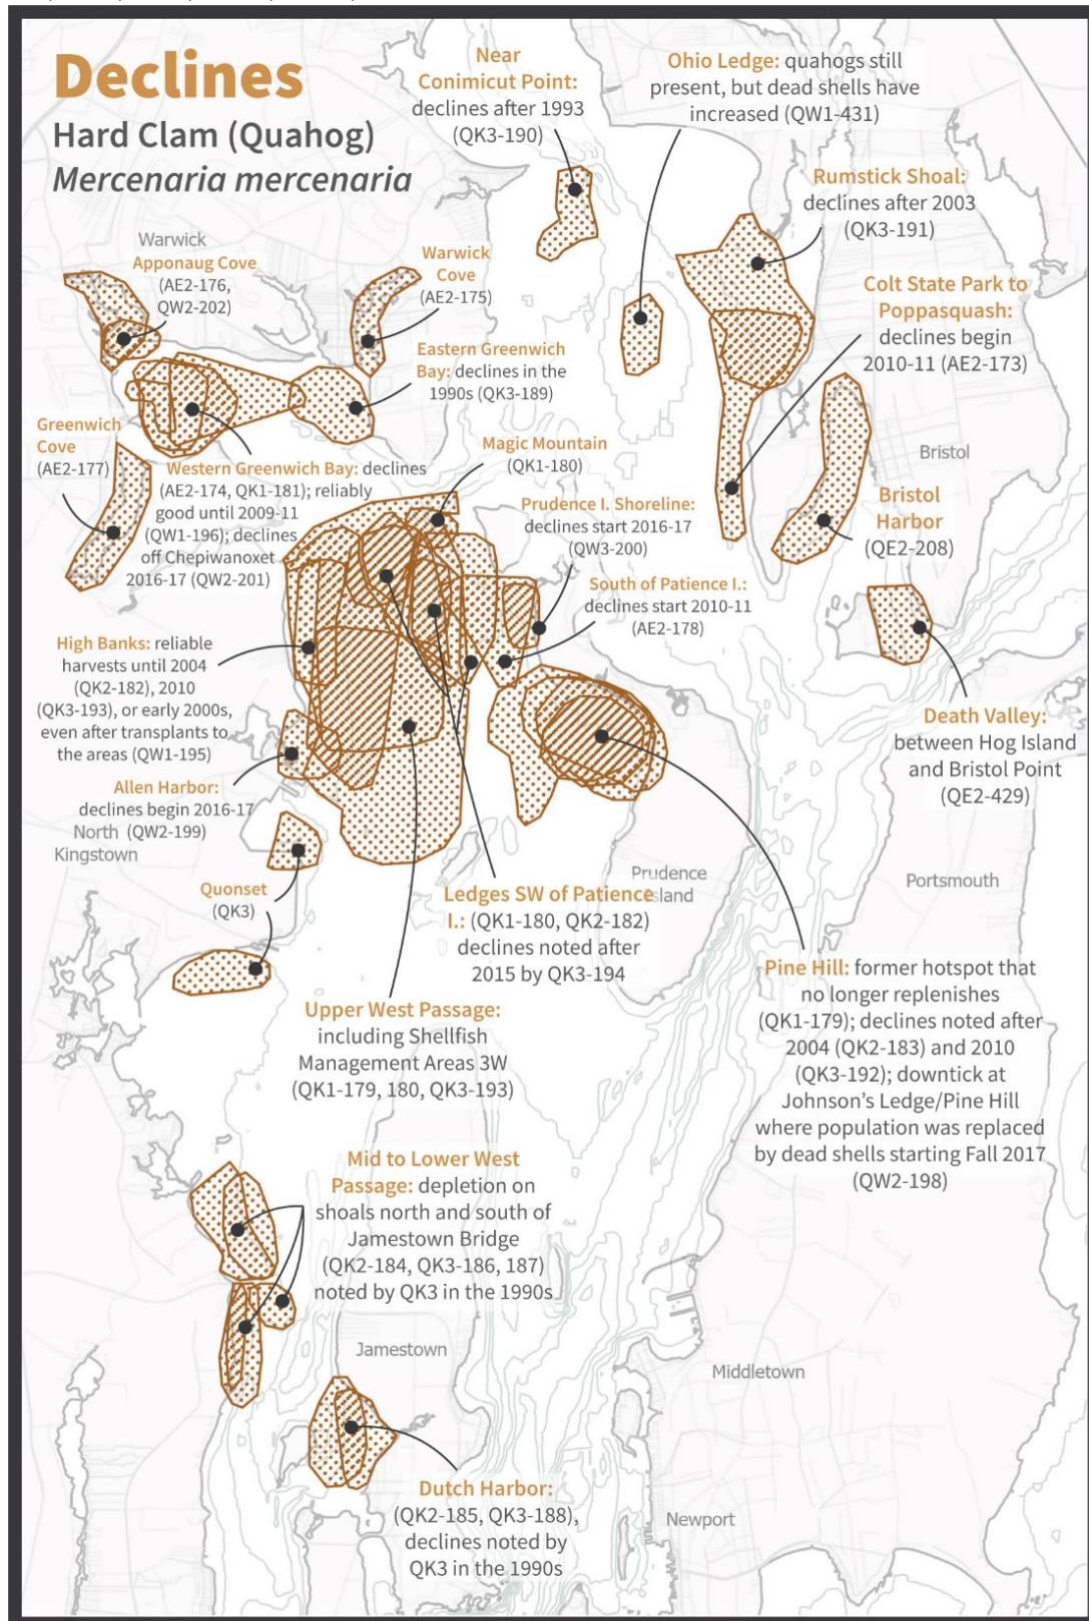 Declines
Hard Clam (Quahog)
Mercenaria mercenaria
Near
Conimicut Point:
declines after 1993
(QK3-190)
Ohio Ledge: quahogs still
present, but dead shells have
increased (QW1-431)
Rumstick Shoal:
declines after 2003
(QK3-191)
Colt State Park to
Poppasquash:
declines begin
2010-11 (AE2-173)
Warwick
Apponaug Cove
(AE2-176,
QW2-202)
Warwick
Cove
(AE2-175)
Eastern Greenwich
Bay: declines in the
1990s (QK3-189)
Greenwich
Cove
(AE2-177)
Western Greenwich Bay: declines
(AE2-174, QK1-181); reliably
good until 2009-11
(QW1-196); declines
off Chepiwanoxet
2016-17 (QW2-201)
Magic Mountain
(QK1-180)
Prudence I. Shoreline:
declines start 2016-17
(QW3-200)
South of Patience I.:
declines start 2010-11
(AE2-178)
Bristol
Bristol
Harbor
(QE2-208)
High Banks: reliable
harvests until 2004
(QK2-182), 2010
(QK3-193), or early 2000s,
even after transplants to
the areas (QW1-195)
Allen Harbor:
declines begin 2016-17
(QW2-199)
North
Kingstown
Death Valley:
between Hog Island
and Bristol Point
(QE2-429)
Quonset
(QK3)
Prudence
Island
Portsmouth
Ledges SW of Patience
I.: (QK1-180, QK2-182)
declines noted after
2015 by QK3-194
Upper West Passage:
including Shellfish
Management Areas 3W
(QK1-179, 180, QK3-193)
Pine Hill: former hotspot that
no longer replenishes
(QK1-179); declines noted after
2004 (QK2-183) and 2010
(QK3-192); downtick at
Johnson's Ledge/Pine Hill
where population was replaced
by dead shells starting Fall 2017
(QW2-198)
Mid to Lower West
Passage: depletion on
shoals north and south of
Jamestown Bridge
(QK2-184, QK3-186, 187)
noted by QK3 in the 1990s
Jamestown
Middletown
Dutch Harbor:
(QK2-185, QK3-188),
declines noted by
QK3 in the 1990s
Newport